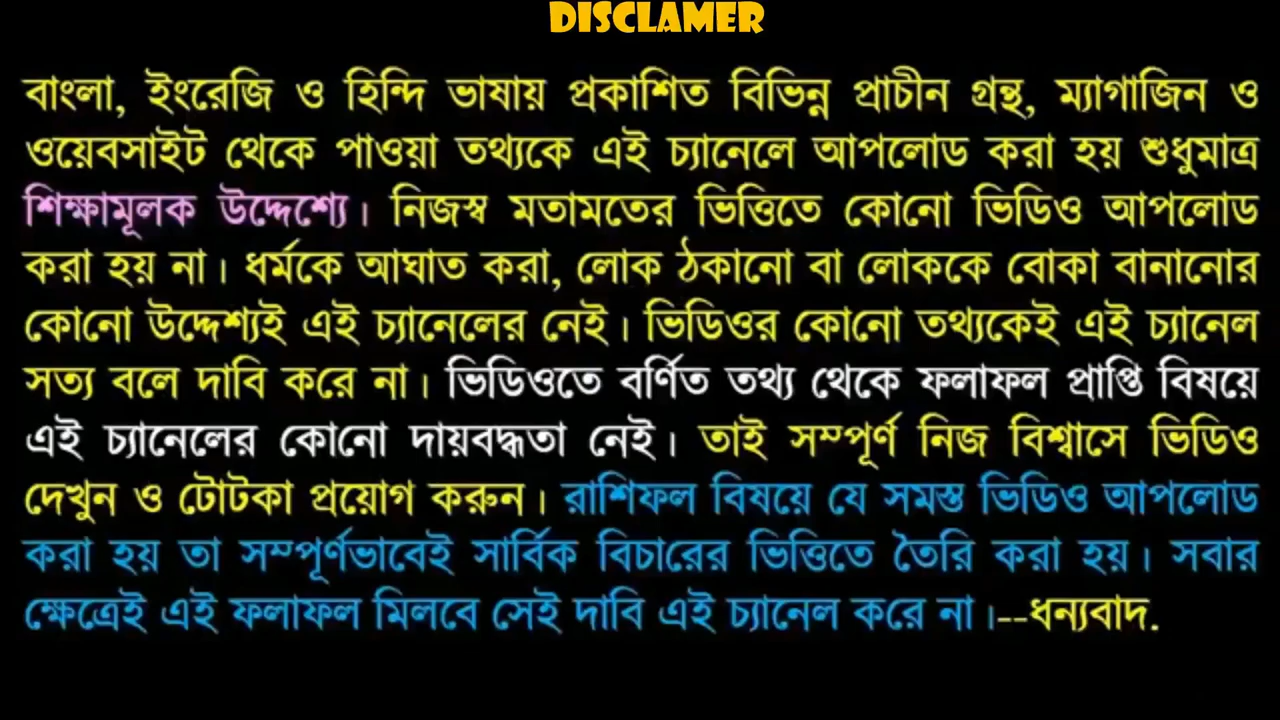 DISCLAMER
বাংলা, ইংরেজি ও হিন্দি ভাষায় প্রকাশিত বিভিন্ন প্রাচীন গ্রন্থ, ম্যাগাজিন ও
ওয়েবসাইট থেকে পাওয়া তথ্যকে এই চ্যানেলে আপলোড করা হয় শুধুমাত্র
শিক্ষামূলক উদ্দেশ্যে। নিজস্ব মতামতের ভিত্তিতে কোনো ভিডিও আপলোড
করা হয় না। ধর্মকে আঘাত করা, লোক ঠকানো বা লোককে বোকা বানানোর
কোনো উদ্দেশ্যই এই চ্যানেলের নেই। ভিডিওর কোনো তথ্যকেই এই চ্যানেল
সত্য বলে দাবি করে না। ভিডিওতে বর্ণিত তথ্য থেকে ফলাফল প্রাপ্তি বিষয়ে
এই চ্যানেলের কোনো দায়বদ্ধতা নেই। তাই সম্পূর্ণ নিজ বিশ্বাসে ভিডিও
দেখুন ও টোটকা প্রয়োগ করুন। রাশিফল বিষয়ে যে সমস্ত ভিডিও আপলোড
করা হয় তা সম্পূর্ণভাবেই সার্বিক বিচারের ভিত্তিতে তৈরি করা হয়। সবার
ক্ষেত্রেই এই ফলাফল মিলবে সেই দাবি এই চ্যানেল করে না।--ধন্যবাদ.